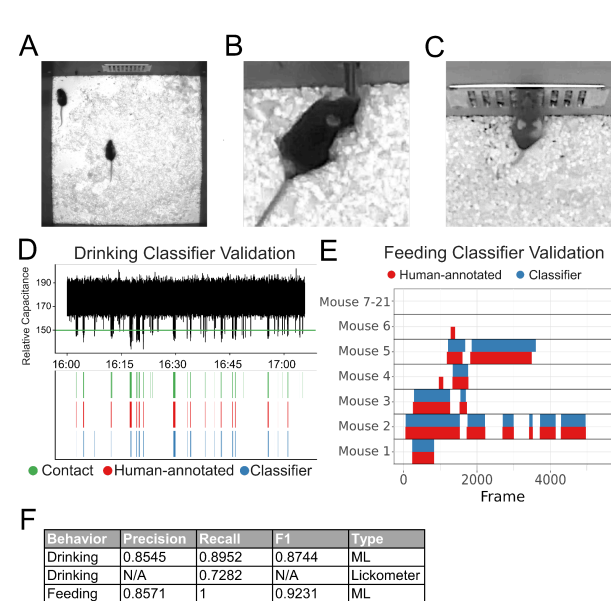 A
B
C
D
Drinking Classifier Validation
Relative Capacitance
190
170
150
16:00 16:15 16:30 16:45 17:00
Contact Human-annotated Classifier
E
Feeding Classifier Validation
Human-annotated Classifier
Mouse 7-21
Mouse 6
Mouse 5
Mouse 4
Mouse 3
Mouse 2
Mouse 1
0 2000 4000
Frame
F
Behavior Precision Recall F1 Type
Drinking 0.8545 0.8952 0.8744 ML
Drinking N/A 0.7282 N/A Lickometer
Feeding 0.8571 1 0.9231 ML